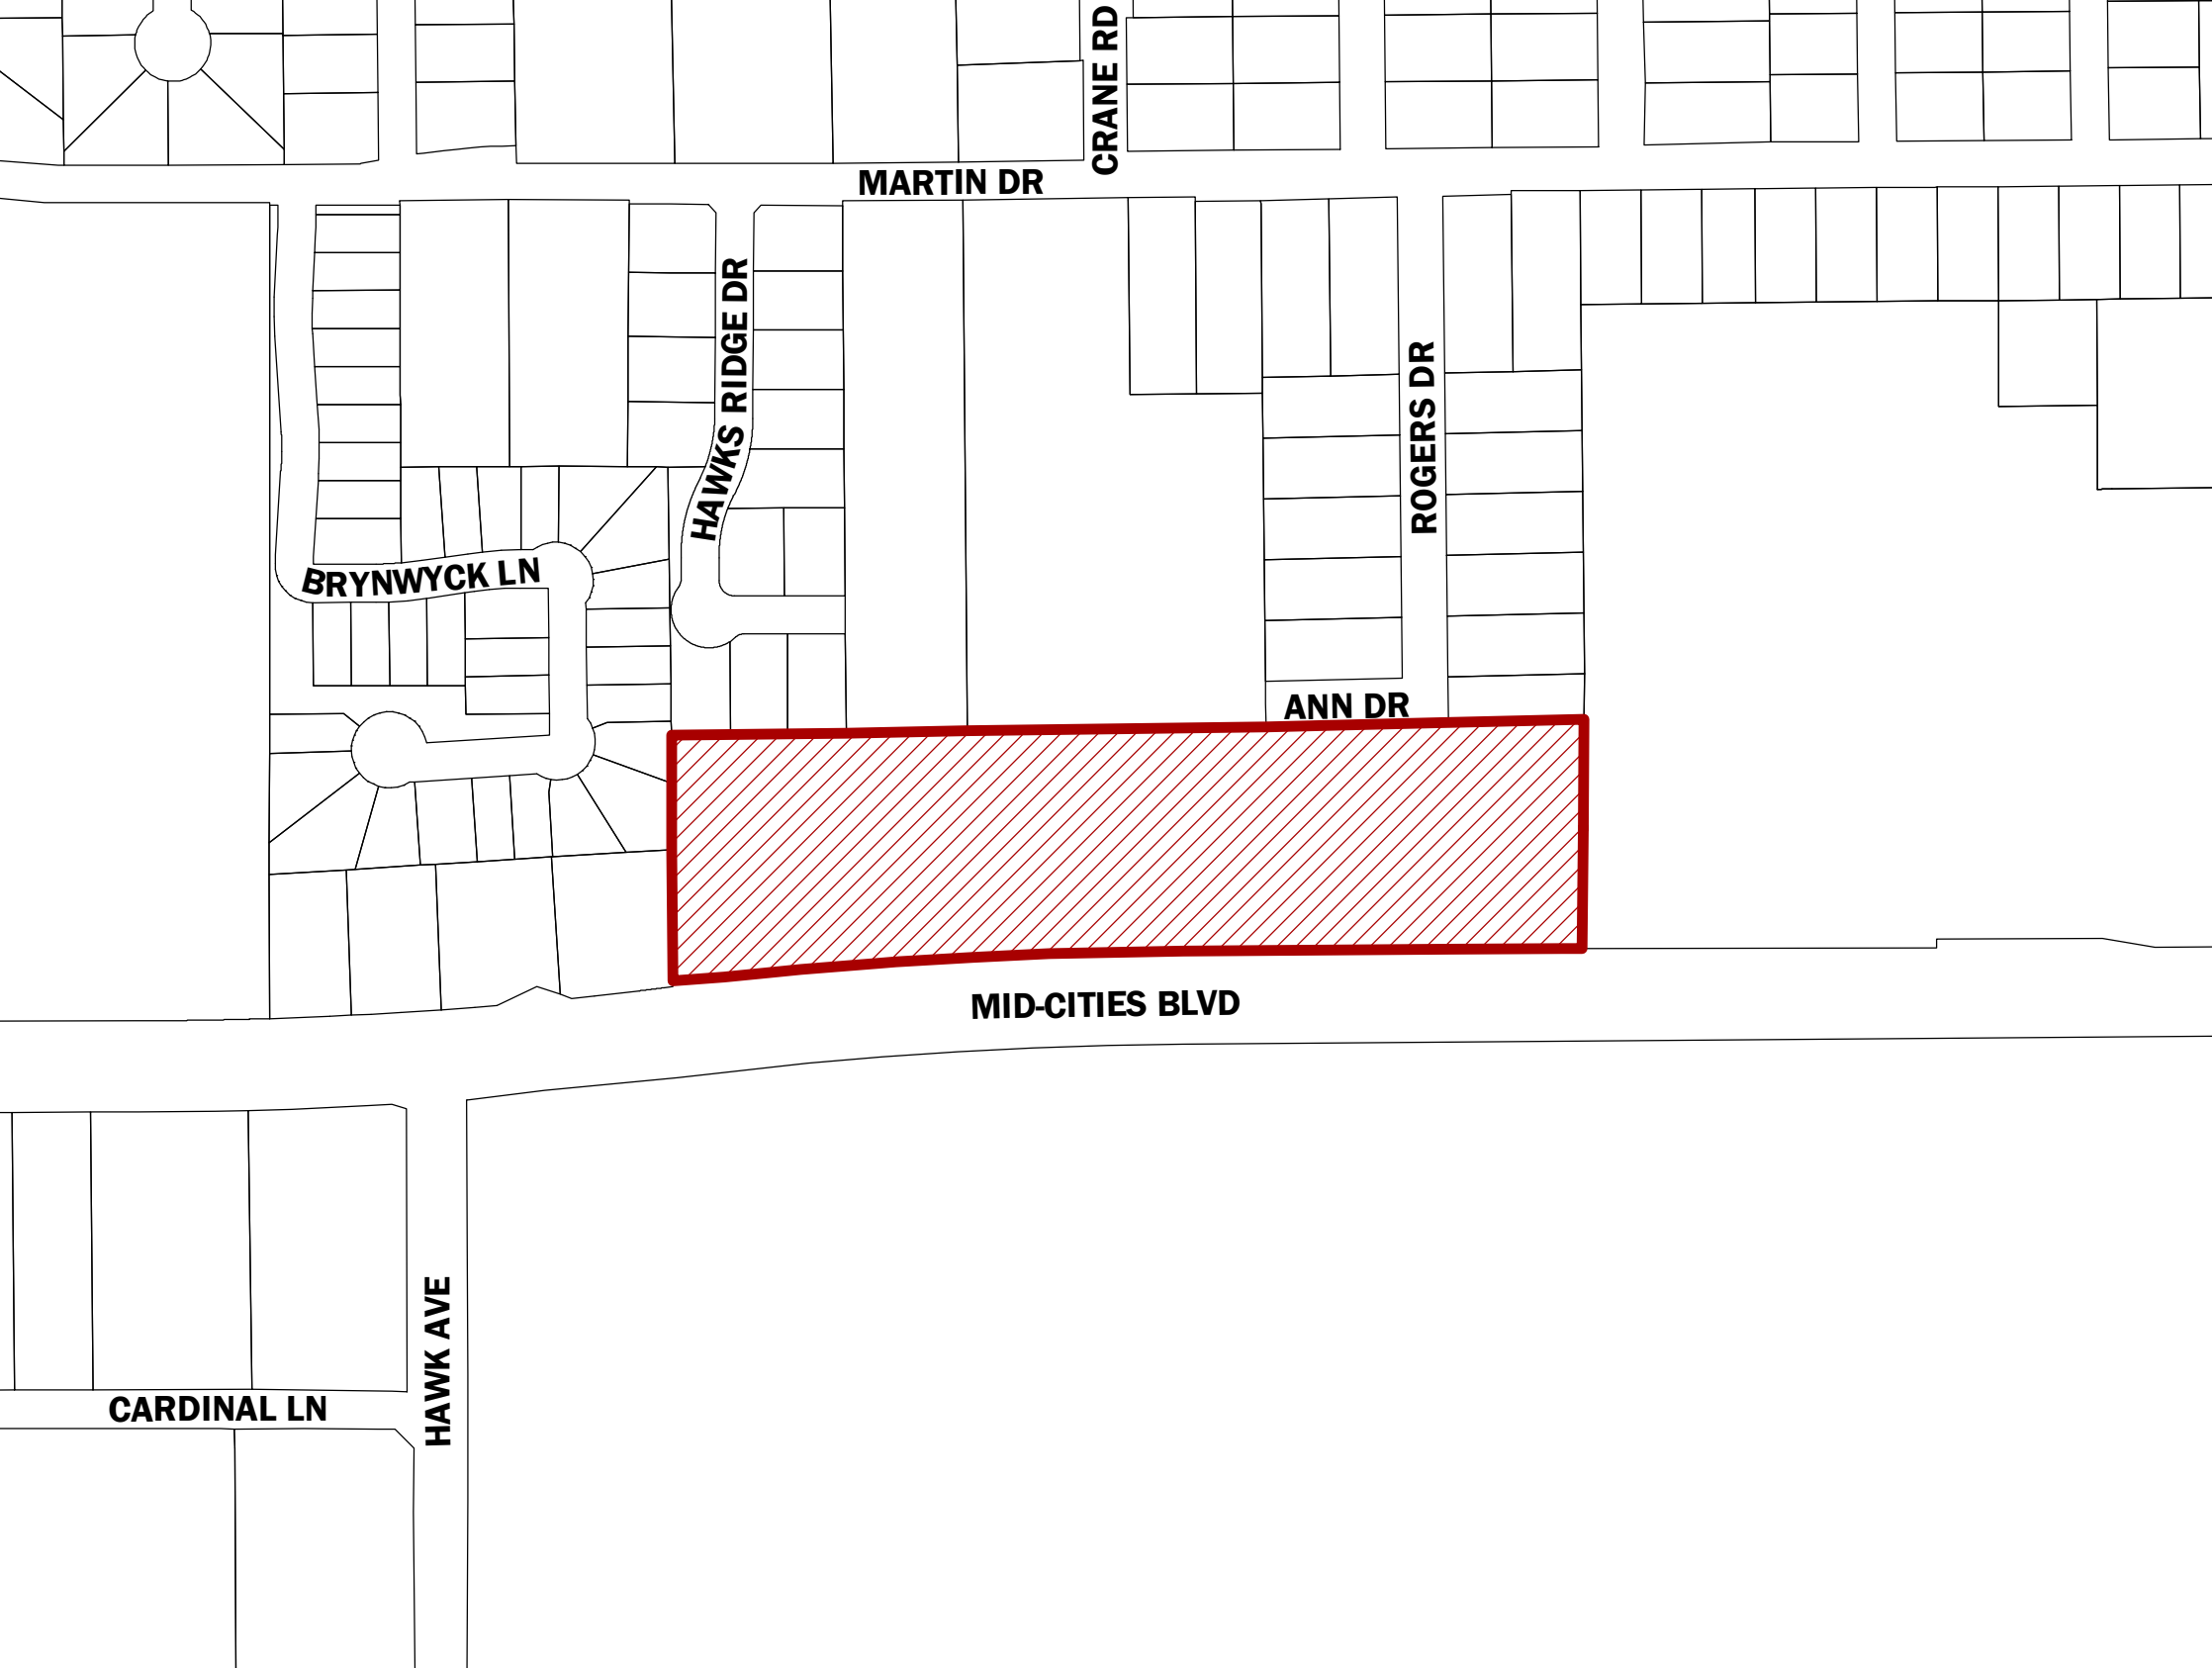 CRANE RD
MARTIN DR
HAWKS RIDGE DR
ROGERS DR
BRYNWYCK LN
ANN DR
MID-CITIES BLVD
HAWK AVE
CARDINAL LN